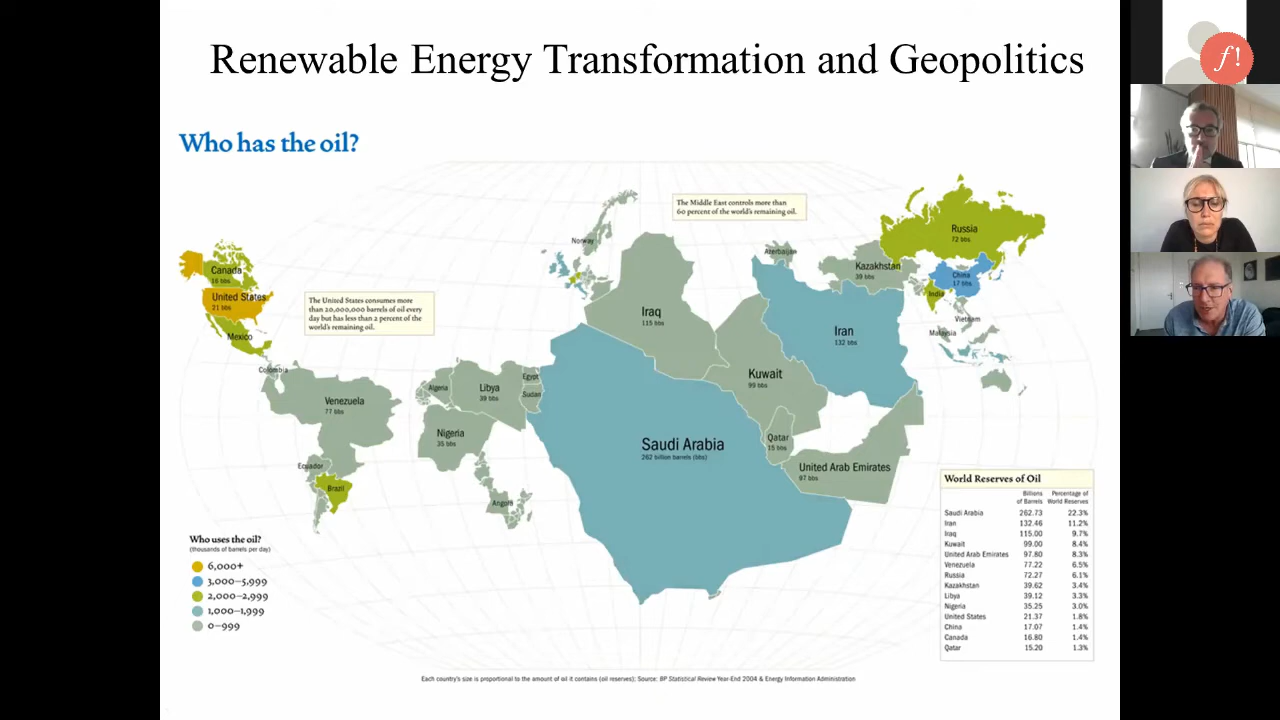 Renewable Energy Transformation and Geopolitics
f!
Who has the oil?
The Middle East controls more than
60 percent of the world's remaining oil.
The United States consumes more
than 20,000,000 barrels of oil every
day but has less than 2 percent of the
world's remaining oil.
Canada
16 bbs
United States
21 bbs
Mexico
Colombia
Venezuela
77 bbs
Ecuador
Brazil
Norway
Algeria
Libya
39 bbs
Egypt
Sudan
Nigeria
35 bbs
Angola
Iraq
115 bbs
Saudi Arabia
262 billion barrels (bbs)
Kuwait
99 bbs
Qatar
15 bbs
United Arab Emirates
97 bbs
Iran
132 bbs
Azerbaijan
Kazakhstan
39 bbs
Russia
72 bbs
China
17 bbs
India
Vietnam
Malaysia
Who uses the oil?
(thousands of barrels per day)
6,000+
3,000–5,999
2,000–2,999
1,000–1,999
0–999
World Reserves of Oil
Billions of Barrels Percentage of World Reserves
Saudi Arabia 262.73 22.3%
Iran 132.46 11.2%
Iraq 115.00 9.7%
Kuwait 99.00 8.4%
United Arab Emirates 97.80 8.3%
Venezuela 77.22 6.5%
Russia 72.27 6.1%
Kazakhstan 39.62 3.4%
Libya 39.12 3.3%
Nigeria 35.25 3.0%
United States 21.37 1.8%
China 17.07 1.4%
Canada 16.80 1.4%
Qatar 15.20 1.3%
Each country's size is proportional to the amount of oil it contains (oil reserves); Source: BP Statistical Review Year-End 2004 & Energy Information Administration